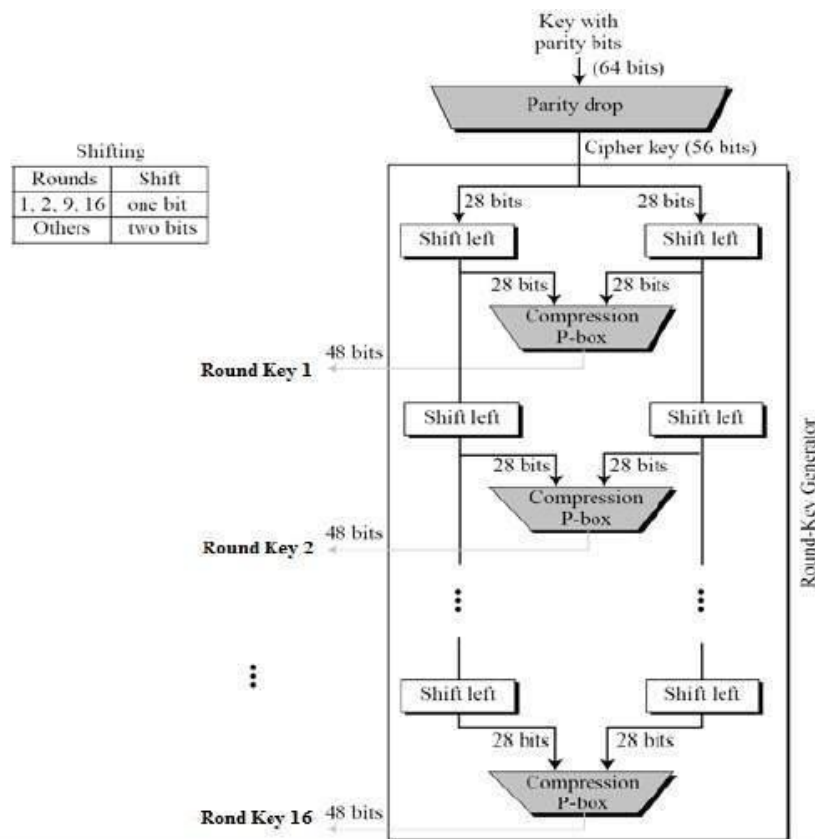 Key with
parity bits
(64 bits)
Parity drop
Cipher key (56 bits)
Shifting
Rounds Shift
1, 2, 9, 16 one bit
Others two bits
28 bits 28 bits
Shift left Shift left
28 bits 28 bits
Compression
P-box
48 bits
Round Key 1
Shift left Shift left
28 bits 28 bits
Compression
P-box
48 bits
Round Key 2
Round-Key Generator
Shift left Shift left
28 bits 28 bits
Compression
P-box
48 bits
Rond Key 16